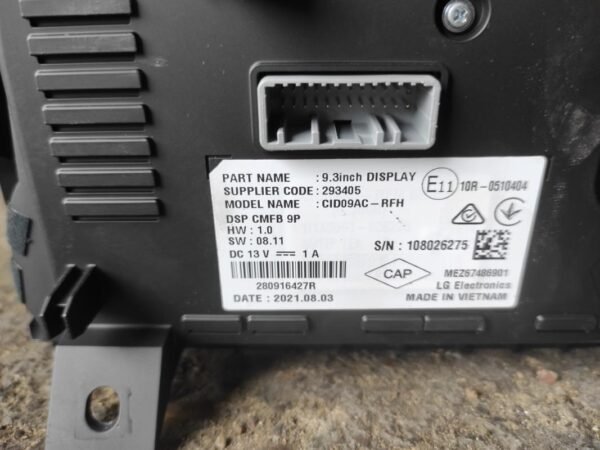 PART NAME : 9.3inch DISPLAY
SUPPLIER CODE : 293405
MODEL NAME : CID09AC-RFH
DSP CMFB 9P
HW : 1.0
SW : 08.11
DC 13 V ⎓ 1 A
280916427R
DATE : 2021.08.03
E11 10R-0510404
S/N : 108026275
CAP
MEZ67486901
LG Electronics
MADE IN VIETNAM